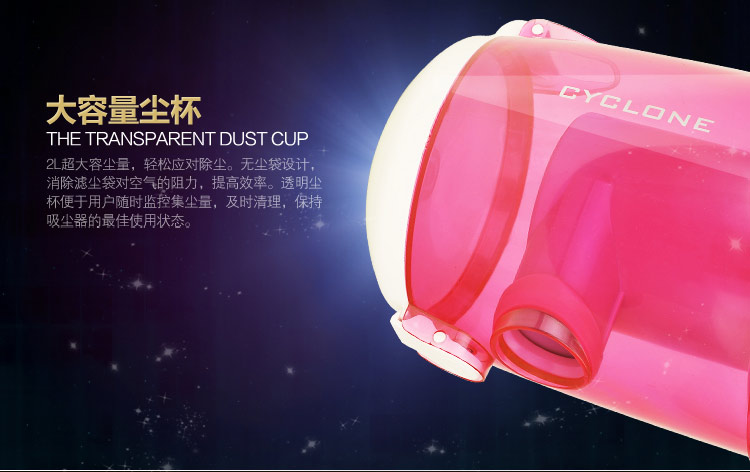 大容量尘杯
THE TRANSPARENT DUST CUP
2L超大容尘量，轻松应对除尘。无尘袋设计，
消除滤尘袋对空气的阻力，提高效率。透明尘
杯便于用户随时监控集尘量，及时清理，保持
吸尘器的最佳使用状态。
CYCLONE